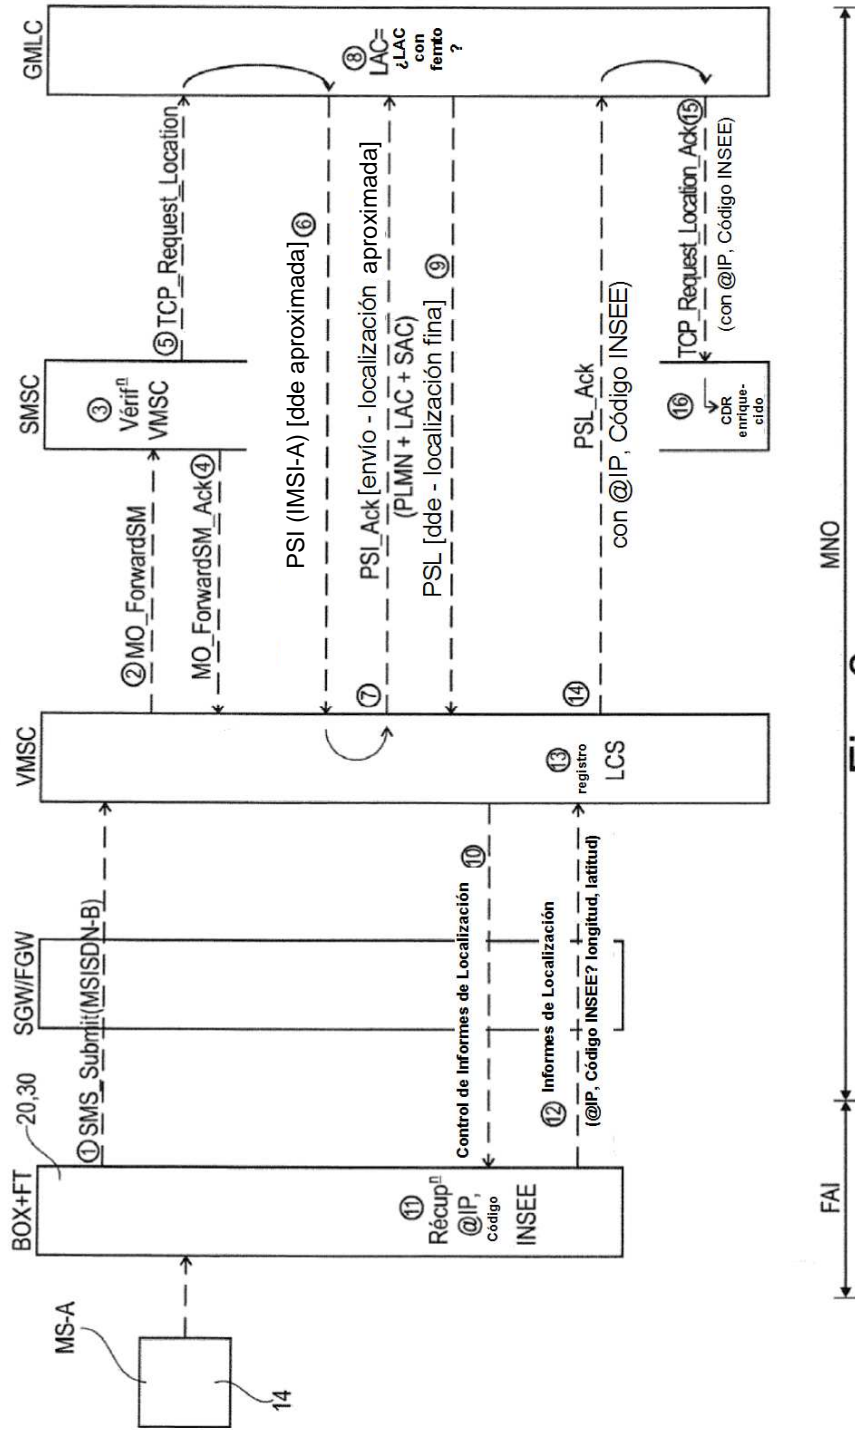 MS-A
14
BOX+FT
20,30
SGW/FGW
VMSC
SMSC
GMLC
① SMS_Submit(MSISDN-B)
② MO_ForwardSM
③
Vérifⁿ
VMSC
MO_ForwardSM_Ack ④
⑤ TCP_Request_Location
PSI (IMSI-A) [dde aproximada] ⑥
⑦
PSI_Ack [envío - localización aproximada]
(PLMN + LAC + SAC)
⑧
LAC=
¿LAC
con
femto
?
PSL [dde - localización fina] ⑨
Control de Informes de Localización ⑩
⑪
Récupⁿ
@IP,
Código
INSEE
⑫ Informes de Localización
(@IP, Código INSEE? longitud, latitud)
⑬
registro
LCS
⑭
PSL_Ack
con @IP, Código INSEE)
TCP_Request_Location_Ack ⑮
(con @IP, Código INSEE)
⑯
CDR
enrique-
cido
FAI
MNO